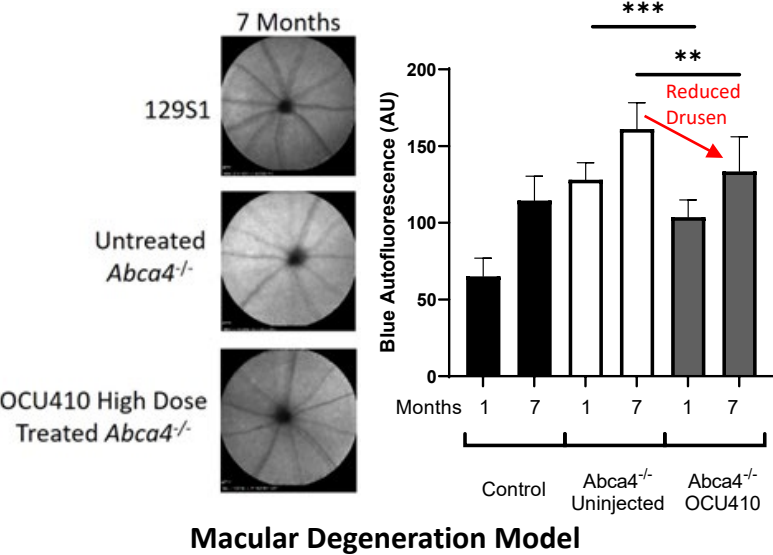 7 Months
129S1
Untreated
Abca4-/-
OCU410 High Dose
Treated Abca4-/-
***
**
Reduced
Drusen
Blue Autofluorescence (AU)
200
150
100
50
0
Months 1 7 1 7 1 7
Control
Abca4-/-
Uninjected
Abca4-/-
OCU410
Macular Degeneration Model